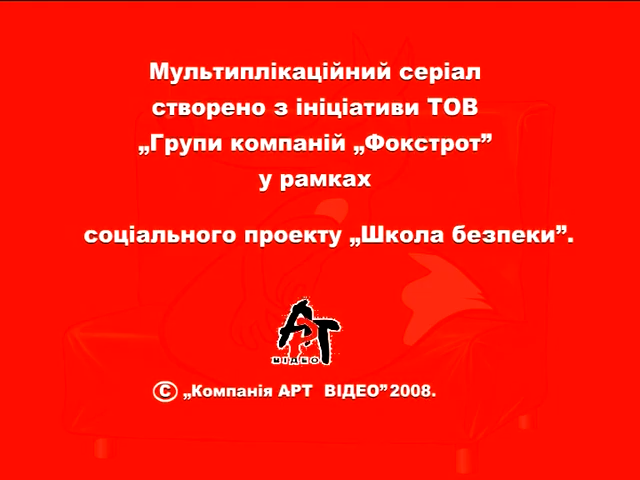 Мультиплікаційний серіал
створено з ініціативи ТОВ
„Групи компаній „Фокстрот”
у рамках
соціального проекту „Школа безпеки”.
АРТ
ВІДЕО
© „Компанія АРТ ВІДЕО” 2008.